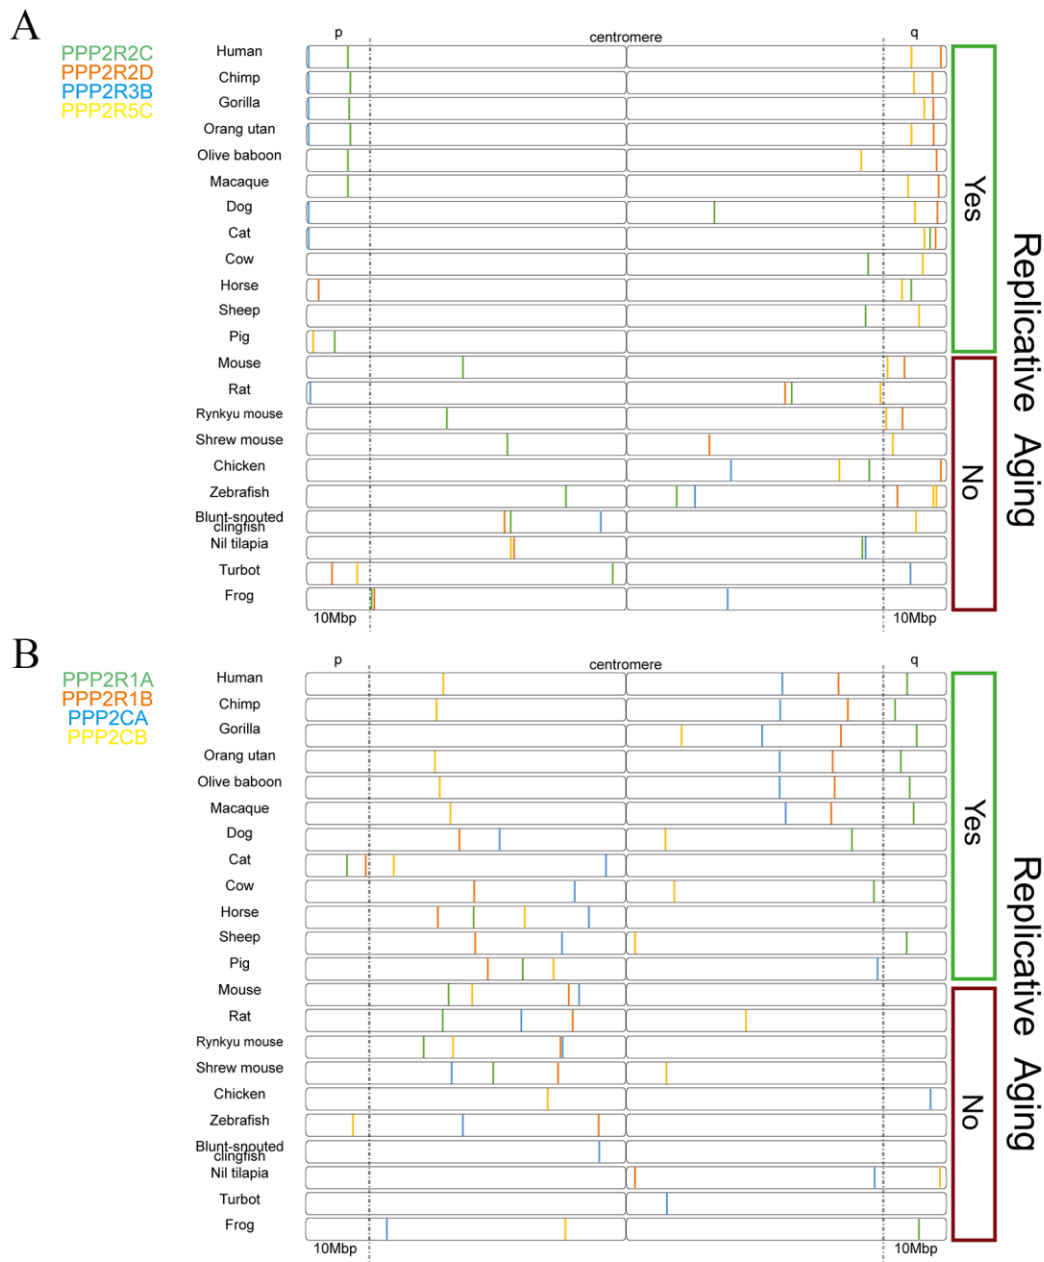 A
PPP2R2C
PPP2R2D
PPP2R3B
PPP2R5C
p
centromere
q
Human
Chimp
Gorilla
Orang utan
Olive baboon
Macaque
Dog
Cat
Cow
Horse
Sheep
Pig
Mouse
Rat
Rynkyu mouse
Shrew mouse
Chicken
Zebrafish
Blunt-snouted
clingfish
Nil tilapia
Turbot
Frog
10Mbp
10Mbp
Yes
No
Replicative Aging
B
PPP2R1A
PPP2R1B
PPP2CA
PPP2CB
p
centromere
q
Human
Chimp
Gorilla
Orang utan
Olive baboon
Macaque
Dog
Cat
Cow
Horse
Sheep
Pig
Mouse
Rat
Rynkyu mouse
Shrew mouse
Chicken
Zebrafish
Blunt-snouted
clingfish
Nil tilapia
Turbot
Frog
10Mbp
10Mbp
Yes
No
Replicative Aging